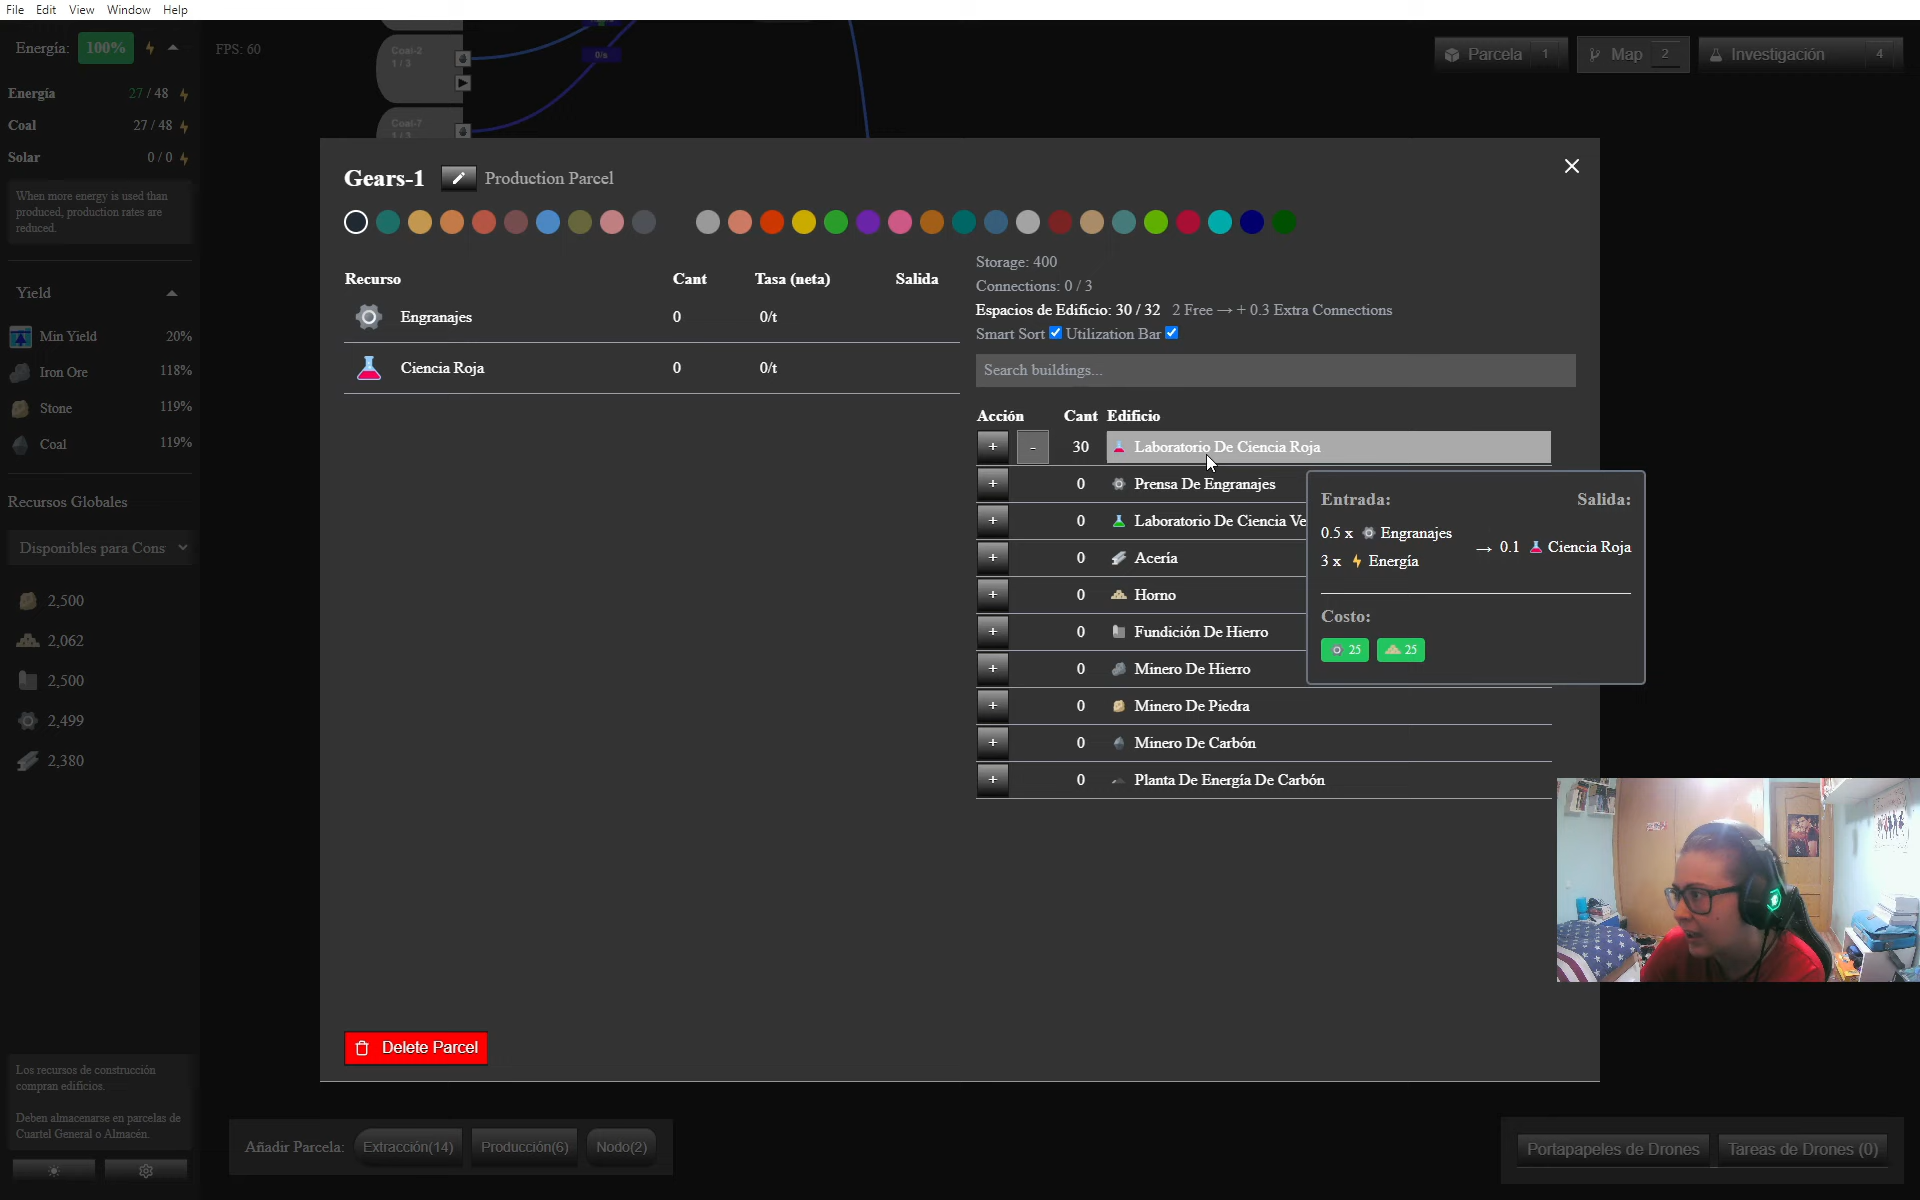 File Edit View Window Help
Energía: 100%
FPS: 60
Parcela 1
Map 2
Investigación 4
Energía 27 / 48
Coal 27 / 48
Solar 0 / 0
When more energy is used than
produced, production rates are
reduced.
Yield
Min Yield 20%
Iron Ore 118%
Stone 119%
Coal 119%
Recursos Globales
Disponibles para Cons
2,500
2,062
2,500
2,499
2,380
Los recursos de construcción
compran edificios.
Deben almacenarse en parcelas de
Cuartel General o Almacén.
Coal-2
1 / 3
0/s
Coal-7
1 / 3
Gears-1 Production Parcel
Recurso Cant Tasa (neta) Salida
Engranajes 0 0/t
Ciencia Roja 0 0/t
Delete Parcel
Storage: 400
Connections: 0 / 3
Espacios de Edificio: 30 / 32 2 Free → + 0.3 Extra Connections
Smart Sort Utilization Bar
Search buildings...
Acción Cant Edificio
+ - 30 Laboratorio De Ciencia Roja
+ 0 Prensa De Engranajes
+ 0 Laboratorio De Ciencia Ve
+ 0 Acería
+ 0 Horno
+ 0 Fundición De Hierro
+ 0 Minero De Hierro
+ 0 Minero De Piedra
+ 0 Minero De Carbón
+ 0 Planta De Energía De Carbón
Entrada: Salida:
0.5 x Engranajes
→ 0.1 Ciencia Roja
3 x Energía
Costo:
25 25
Añadir Parcela: Extracción(14) Producción(6) Nodo(2)
Portapapeles de Drones Tareas de Drones (0)